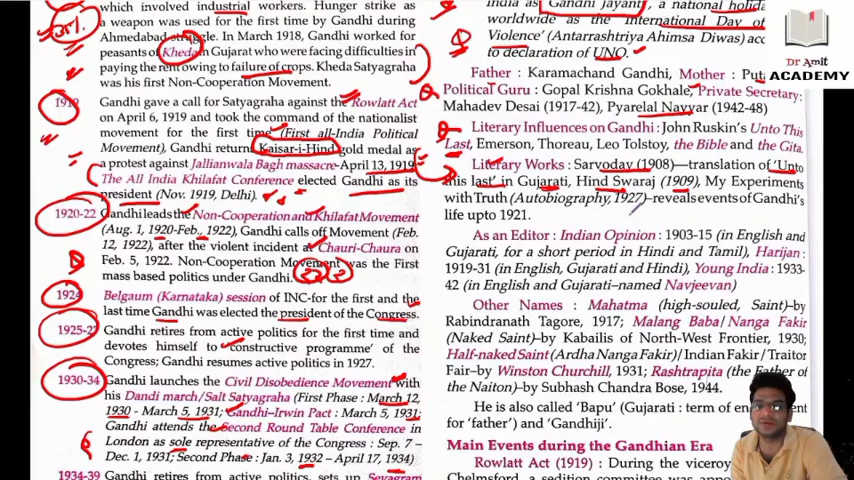 which involved industrial workers. Hunger strike as
a weapon was used for the first time by Gandhi during
Ahmedabad struggle. In March 1918, Gandhi worked for
peasants of Kheda in Gujarat who were facing difficulties in
paying the rent owing to failure of crops. Kheda Satyagraha
was his first Non-Cooperation Movement.
1919 Gandhi gave a call for Satyagraha against the Rowlatt Act
on April 6, 1919 and took the command of the nationalist
movement for the first time (First all-India Political
Movement), Gandhi returns Kaisar-i-Hind gold medal as
a protest against Jallianwala Bagh massacre-April 13, 1919
The All India Khilafat Conference elected Gandhi as its
president (Nov. 1919, Delhi).
1920-22 Gandhi leads the Non-Cooperation and Khilafat Movement
(Aug. 1, 1920-Feb., 1922), Gandhi calls off Movement (Feb.
12, 1922), after the violent incident at Chauri-Chaura on
Feb. 5, 1922. Non-Cooperation Movement was the First
mass based politics under Gandhi.
1924 Belgaum (Karnataka) session of INC-for the first and the
last time Gandhi was elected the president of the Congress.
1925-27 Gandhi retires from active politics for the first time and
devotes himself to 'constructive programme' of the
Congress; Gandhi resumes active politics in 1927.
1930-34 Gandhi launches the Civil Disobedience Movement with
his Dandi march/Salt Satyagraha (First Phase : March 12,
1930 - March 5, 1931; Gandhi-Irwin Pact : March 5, 1931;
Gandhi attends the Second Round Table Conference in
London as sole representative of the Congress : Sep. 7 –
Dec. 1, 1931; Second Phase : Jan. 3, 1932 – April 17, 1934)
1934-39 Gandhi retires from active politics, sets up Sevagram
India as Gandhi Jayanti, a national holiday
worldwide as the International Day of
Violence' (Antarrashtriya Ahimsa Diwas) acc
to declaration of UNO.
Father : Karamachand Gandhi, Mother : Put
Political Guru : Gopal Krishna Gokhale, Private Secretary:
Mahadev Desai (1917-42), Pyarelal Nayyar (1942-48)
Literary Influences on Gandhi : John Ruskin's Unto This
Last, Emerson, Thoreau, Leo Tolstoy, the Bible and the Gita.
Literary Works : Sarvoday (1908)—translation of 'Unto
this last' in Gujarati, Hind Swaraj (1909), My Experiments
with Truth (Autobiography, 1927)–reveals events of Gandhi's
life upto 1921.
As an Editor : Indian Opinion : 1903-15 (in English and
Gujarati, for a short period in Hindi and Tamil), Harijan:
1919-31 (in English, Gujarati and Hindi), Young India : 1933-
42 (in English and Gujarati–named Navjeevan)
Other Names : Mahatma (high-souled, Saint)–by
Rabindranath Tagore, 1917; Malang Baba/Nanga Fakir
(Naked Saint)–by Kabailis of North-West Frontier, 1930;
Half-naked Saint (Ardha Nanga Fakir)/Indian Fakir/Traitor
Fair–by Winston Churchill, 1931; Rashtrapita (the Father of
the Naiton)–by Subhash Chandra Bose, 1944.
He is also called 'Bapu' (Gujarati : term of en
for 'father') and 'Gandhiji'.
Main Events during the Gandhian Era
Rowlatt Act (1919) : During the viceroy
Chelmsford, a sedition committee was appo
Dr Amit
ACADEMY